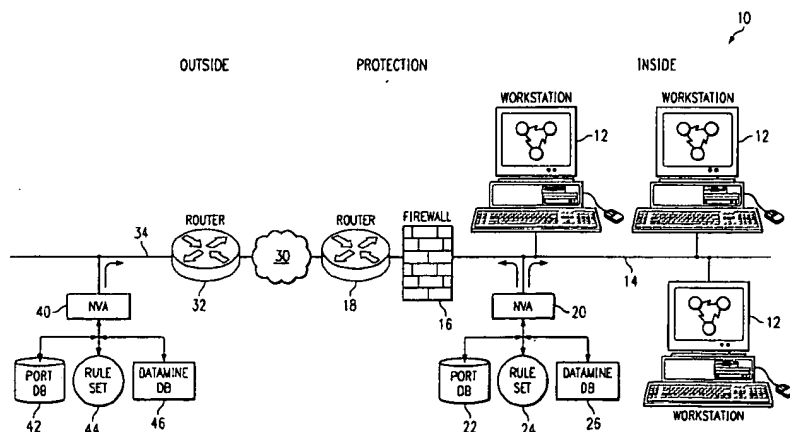 10
OUTSIDE PROTECTION INSIDE
WORKSTATION WORKSTATION
12 12
34 ROUTER ROUTER FIREWALL
30
32 18 16 14
40 NVA NVA 20
12
PORT DB RULE SET DATAMINE DB PORT DB RULE SET DATAMINE DB
42 44 46 22 24 26
WORKSTATION